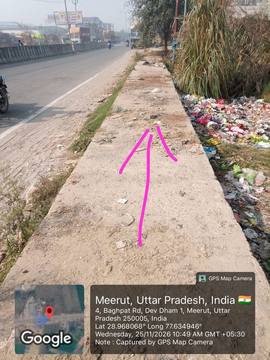 GPS Map Camera
Meerut, Uttar Pradesh, India 🇮🇳
4, Baghpat Rd, Dev Dham 1, Meerut, Uttar
Pradesh 250005, India
Lat 28.968068° Long 77.634946°
Wednesday, 25/11/2026 10:49 AM GMT +05:30
Note : Captured by GPS Map Camera
Google